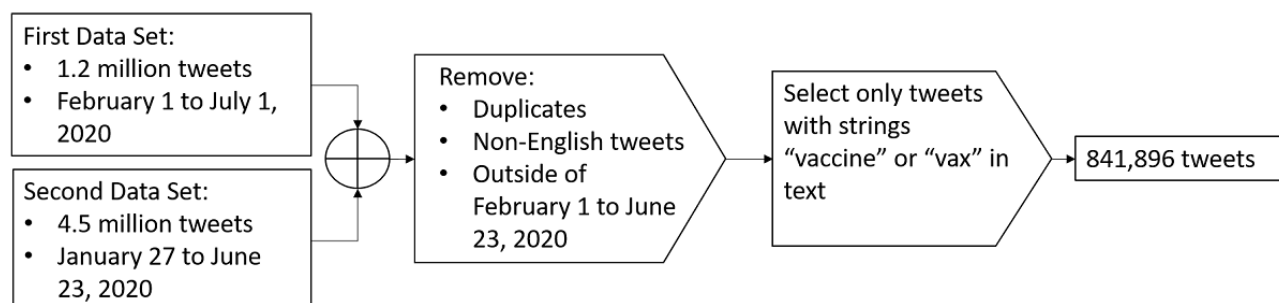 First Data Set:
• 1.2 million tweets
• February 1 to July 1,
2020
Second Data Set:
• 4.5 million tweets
• January 27 to June
23, 2020
Remove:
• Duplicates
• Non-English tweets
• Outside of
February 1 to June
23, 2020
Select only tweets
with strings
“vaccine” or “vax” in
text
841,896 tweets